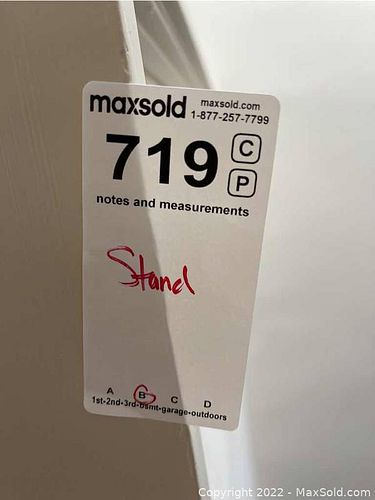 maxsold maxsold.com
1-877-257-7799
719 C
P
notes and measurements
Stand
A B C D
1st-2nd-3rd-bsmt-garage-outdoors
Copyright 2022 - MaxSold.com